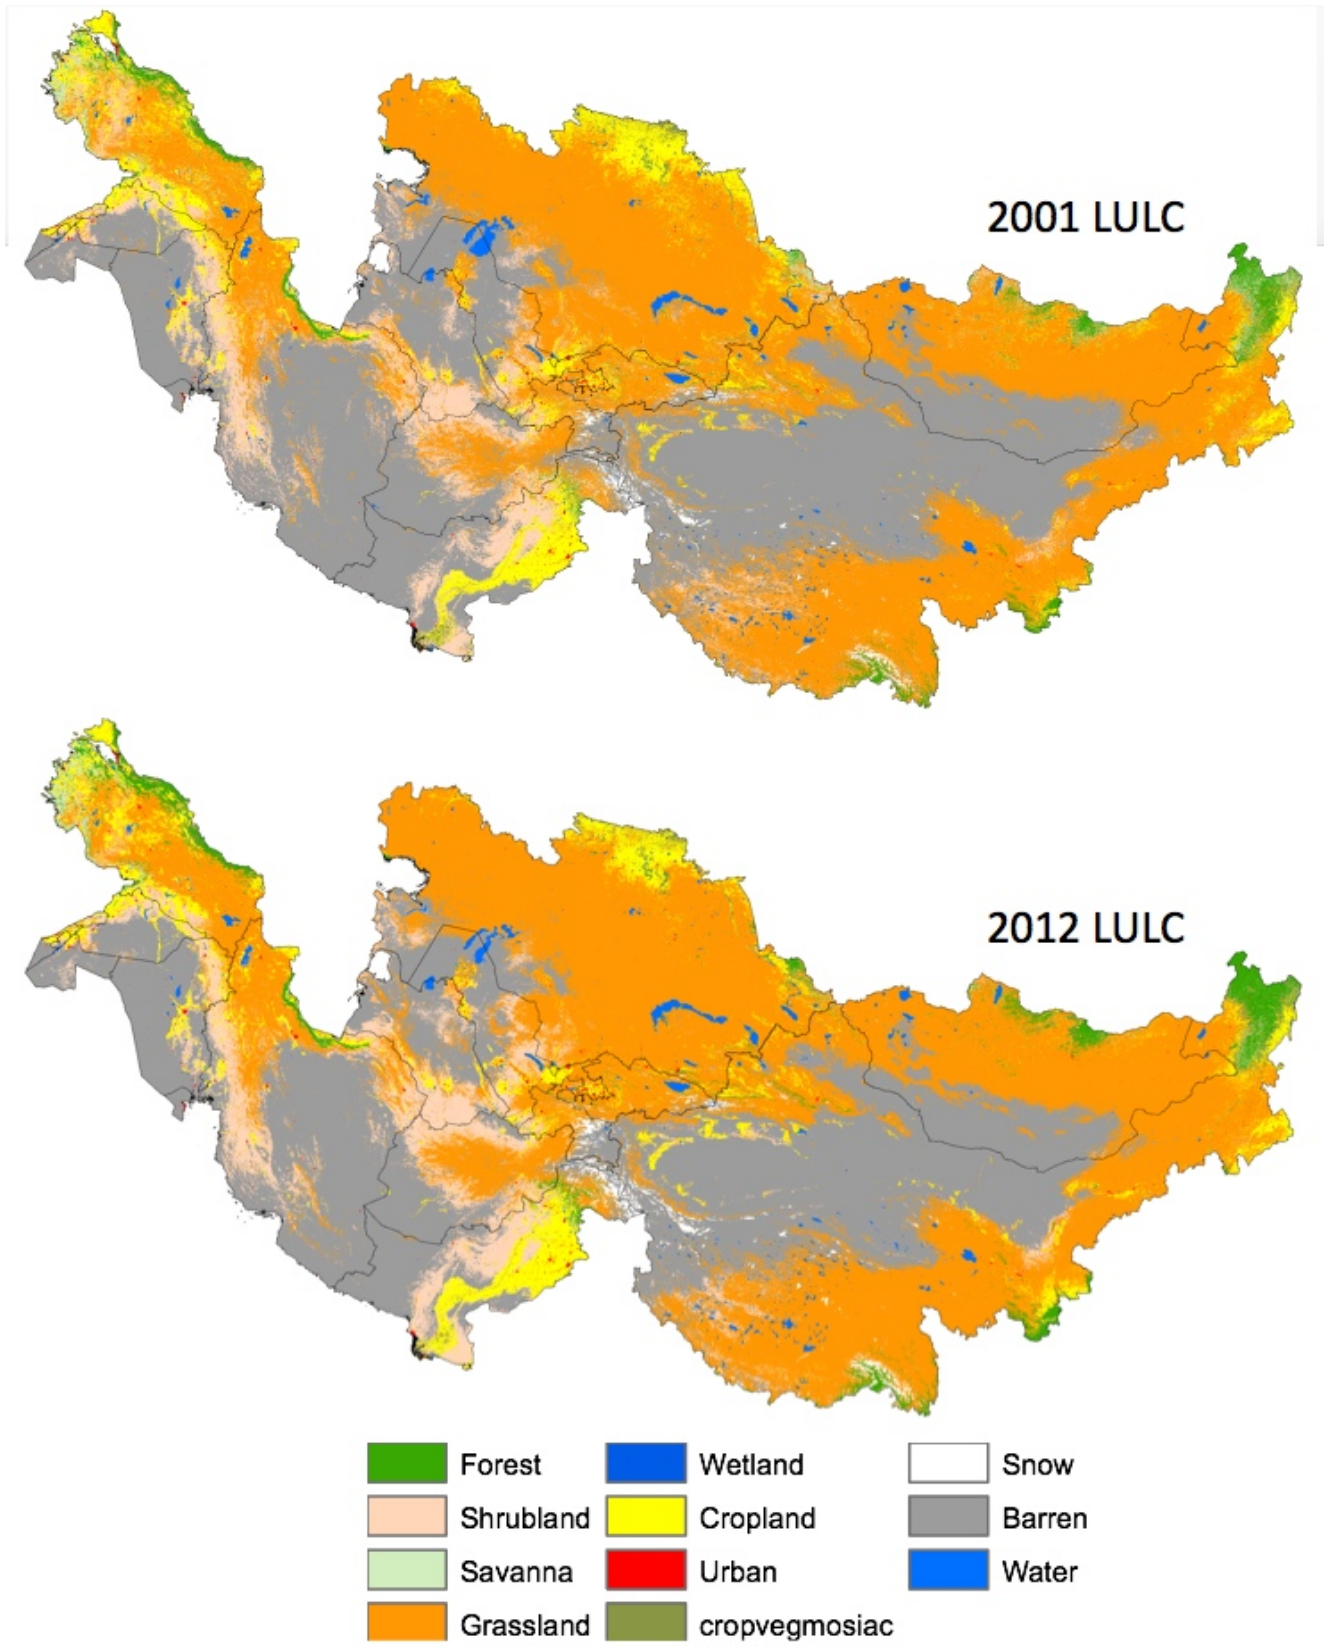 2001 LULC
2012 LULC
Forest Wetland Snow
Shrubland Cropland Barren
Savanna Urban Water
Grassland cropvegmosiac